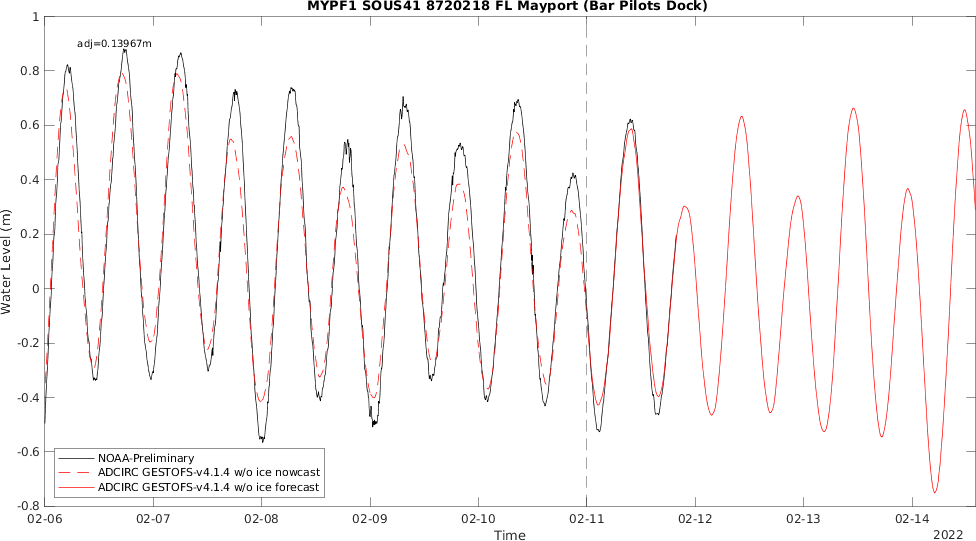 MYPF1 SOUS41 8720218 FL Mayport (Bar Pilots Dock)
adj=0.13967m
1
0.8
0.6
0.4
0.2
0
-0.2
-0.4
-0.6
-0.8
Water Level (m)
NOAA-Preliminary
ADCIRC GESTOFS-v4.1.4 w/o ice nowcast
ADCIRC GESTOFS-v4.1.4 w/o ice forecast
02-06 02-07 02-08 02-09 02-10 02-11 02-12 02-13 02-14
Time
2022